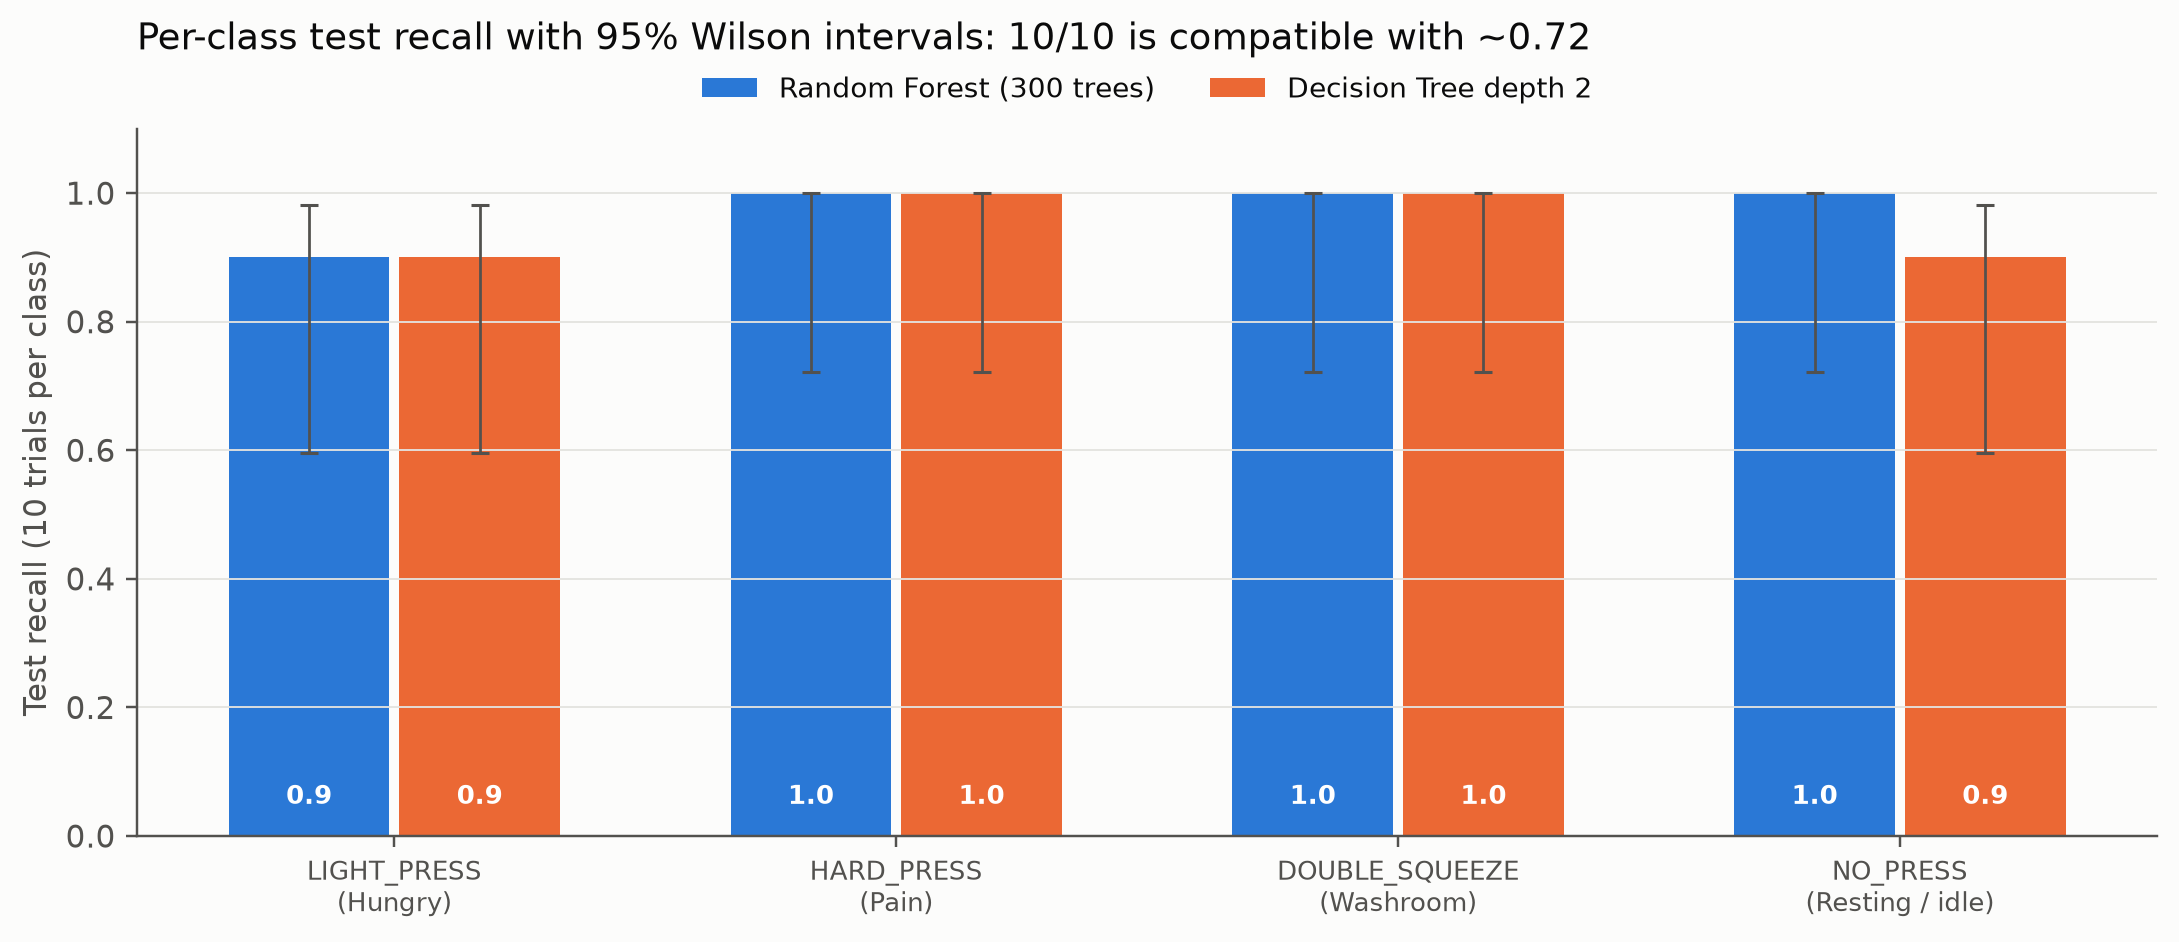 Per-class test recall with 95% Wilson intervals: 10/10 is compatible with ~0.72
Random Forest (300 trees)
Decision Tree depth 2
Test recall (10 trials per class)
1.0
0.8
0.6
0.4
0.2
0.0
0.9
0.9
1.0
1.0
1.0
1.0
1.0
0.9
LIGHT_PRESS
(Hungry)
HARD_PRESS
(Pain)
DOUBLE_SQUEEZE
(Washroom)
NO_PRESS
(Resting / idle)